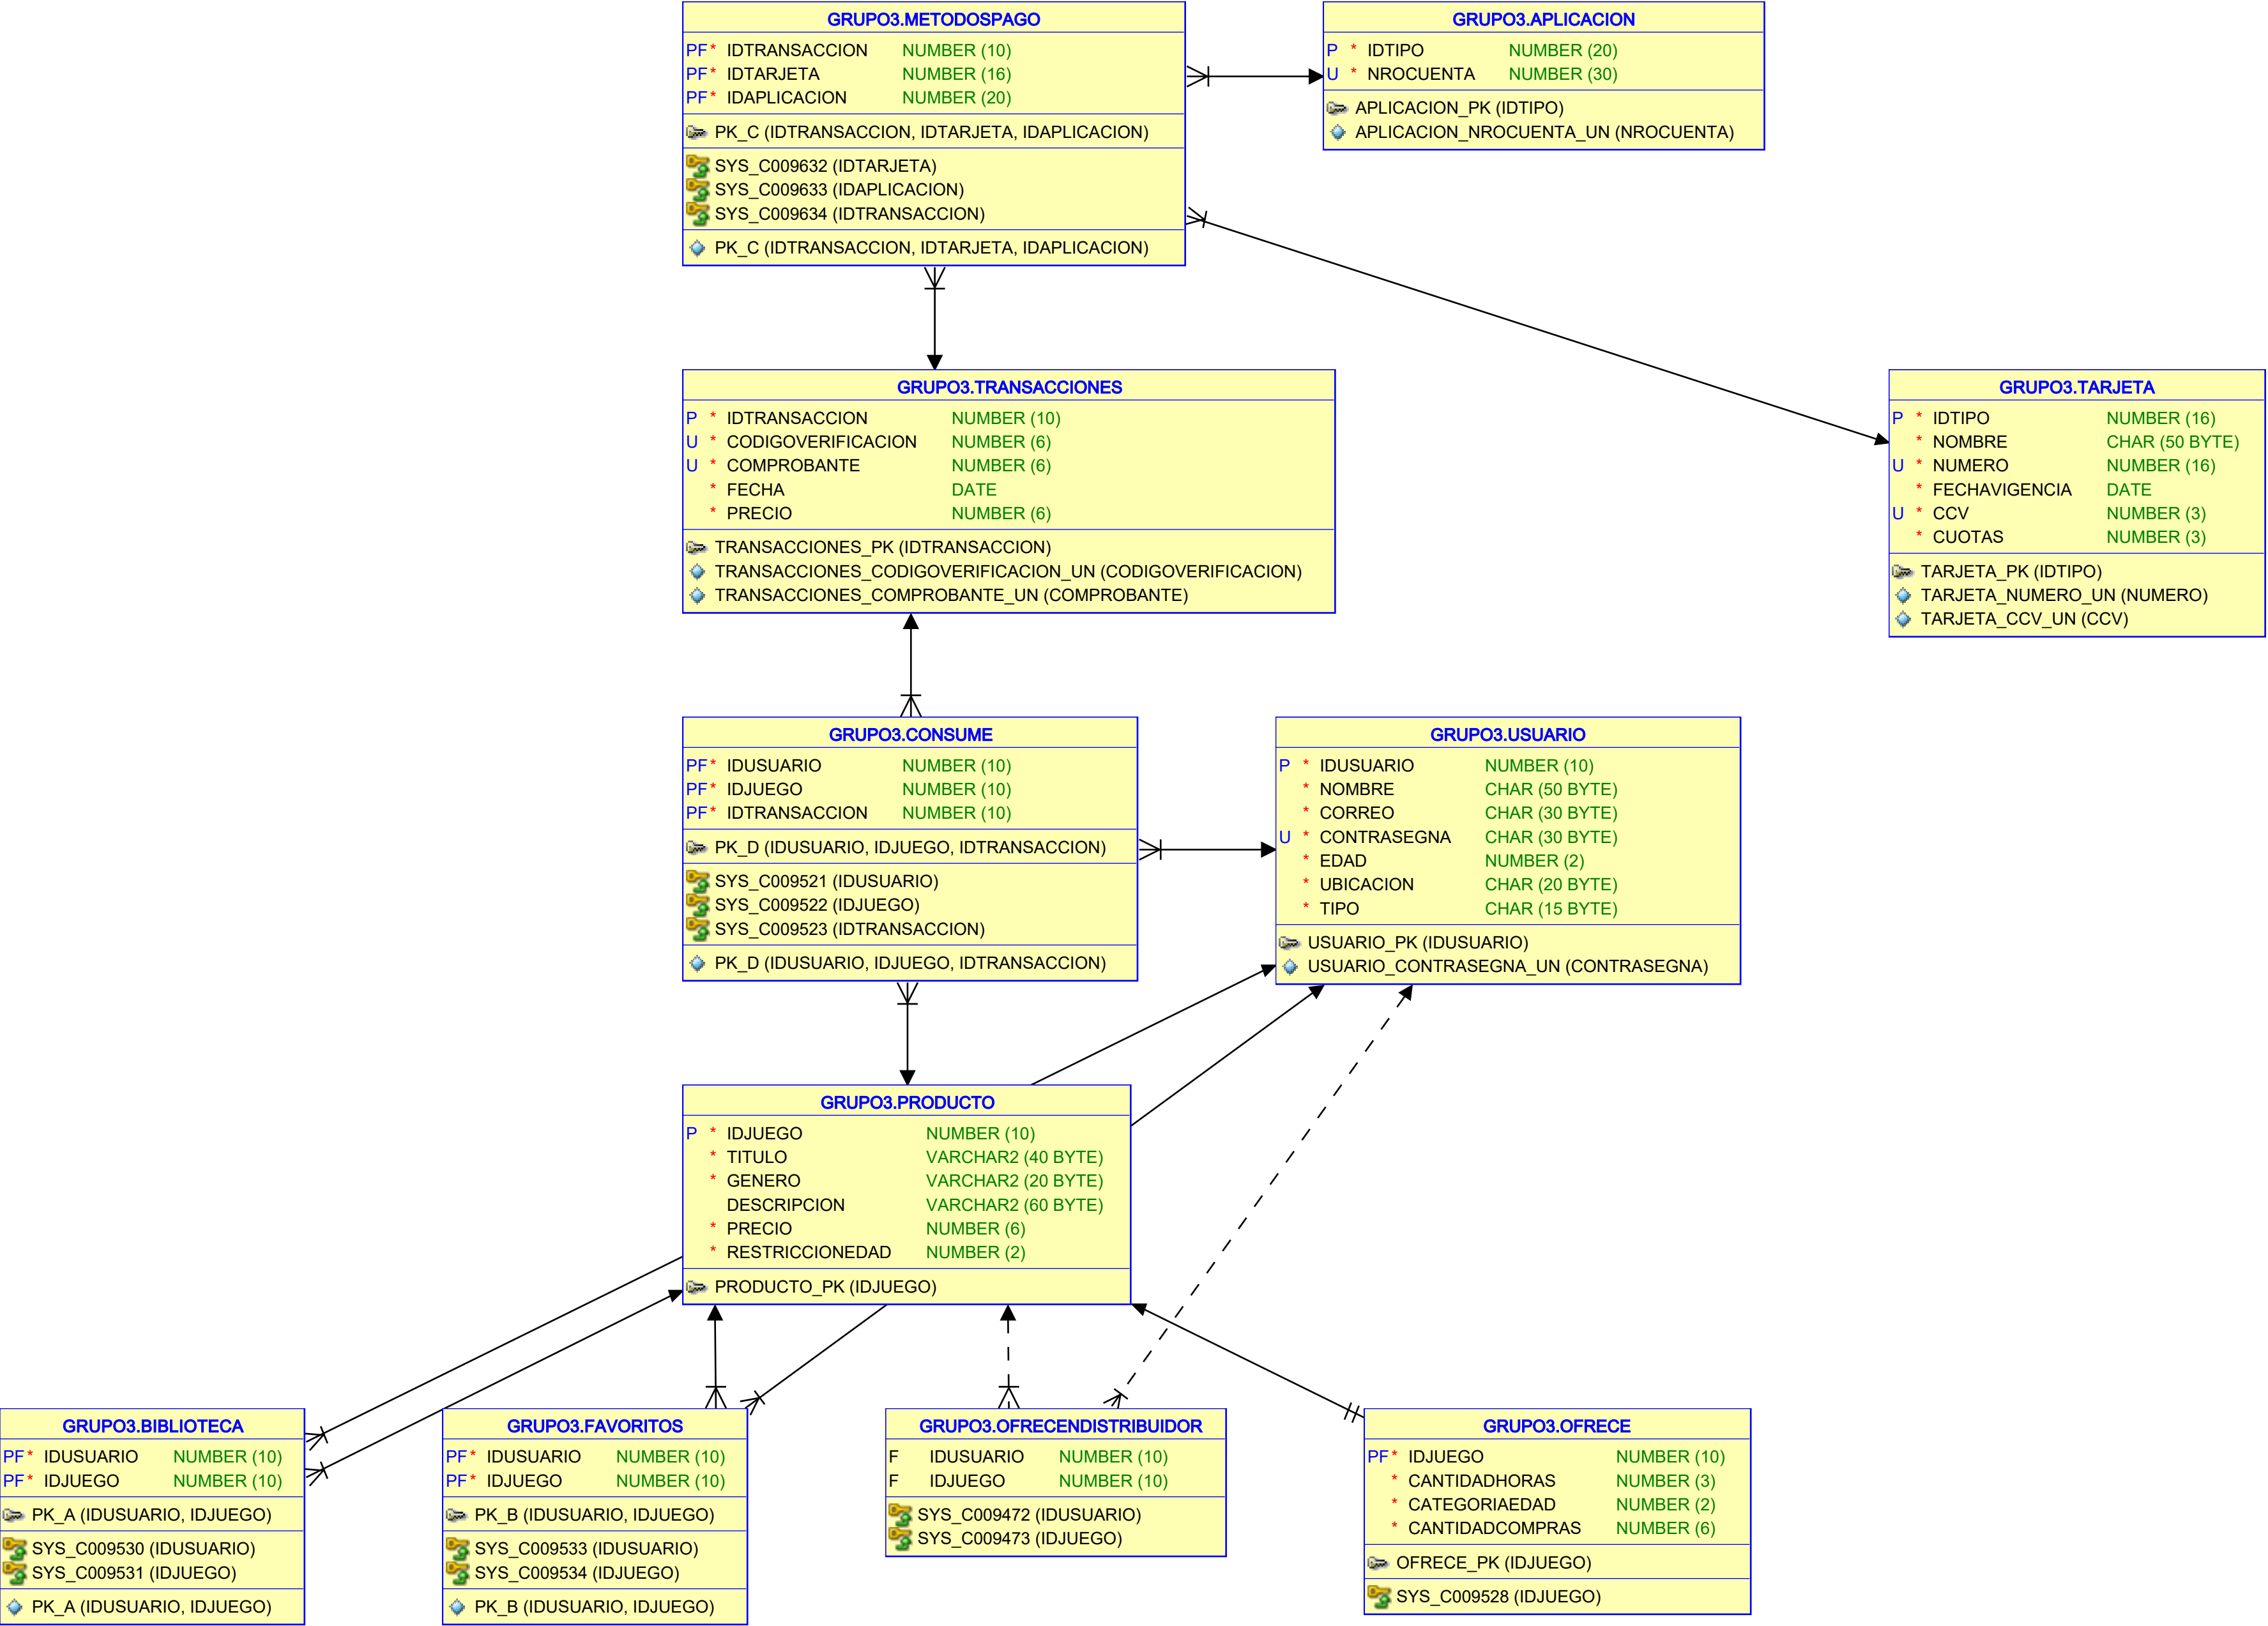 GRUPO3.METODOSPAGO
PF* IDTRANSACCION NUMBER (10)
PF* IDTARJETA NUMBER (16)
PF* IDAPLICACION NUMBER (20)
PK_C (IDTRANSACCION, IDTARJETA, IDAPLICACION)
SYS_C009632 (IDTARJETA)
SYS_C009633 (IDAPLICACION)
SYS_C009634 (IDTRANSACCION)
PK_C (IDTRANSACCION, IDTARJETA, IDAPLICACION)
GRUPO3.APLICACION
P * IDTIPO NUMBER (20)
U * NROCUENTA NUMBER (30)
APLICACION_PK (IDTIPO)
APLICACION_NROCUENTA_UN (NROCUENTA)
GRUPO3.TRANSACCIONES
P * IDTRANSACCION NUMBER (10)
U * CODIGOVERIFICACION NUMBER (6)
U * COMPROBANTE NUMBER (6)
* FECHA DATE
* PRECIO NUMBER (6)
TRANSACCIONES_PK (IDTRANSACCION)
TRANSACCIONES_CODIGOVERIFICACION_UN (CODIGOVERIFICACION)
TRANSACCIONES_COMPROBANTE_UN (COMPROBANTE)
GRUPO3.TARJETA
P * IDTIPO NUMBER (16)
* NOMBRE CHAR (50 BYTE)
U * NUMERO NUMBER (16)
* FECHAVIGENCIA DATE
U * CCV NUMBER (3)
* CUOTAS NUMBER (3)
TARJETA_PK (IDTIPO)
TARJETA_NUMERO_UN (NUMERO)
TARJETA_CCV_UN (CCV)
GRUPO3.CONSUME
PF* IDUSUARIO NUMBER (10)
PF* IDJUEGO NUMBER (10)
PF* IDTRANSACCION NUMBER (10)
PK_D (IDUSUARIO, IDJUEGO, IDTRANSACCION)
SYS_C009521 (IDUSUARIO)
SYS_C009522 (IDJUEGO)
SYS_C009523 (IDTRANSACCION)
PK_D (IDUSUARIO, IDJUEGO, IDTRANSACCION)
GRUPO3.USUARIO
P * IDUSUARIO NUMBER (10)
* NOMBRE CHAR (50 BYTE)
* CORREO CHAR (30 BYTE)
U * CONTRASEGNA CHAR (30 BYTE)
* EDAD NUMBER (2)
* UBICACION CHAR (20 BYTE)
* TIPO CHAR (15 BYTE)
USUARIO_PK (IDUSUARIO)
USUARIO_CONTRASEGNA_UN (CONTRASEGNA)
GRUPO3.PRODUCTO
P * IDJUEGO NUMBER (10)
* TITULO VARCHAR2 (40 BYTE)
* GENERO VARCHAR2 (20 BYTE)
DESCRIPCION VARCHAR2 (60 BYTE)
* PRECIO NUMBER (6)
* RESTRICCIONEDAD NUMBER (2)
PRODUCTO_PK (IDJUEGO)
GRUPO3.BIBLIOTECA
PF* IDUSUARIO NUMBER (10)
PF* IDJUEGO NUMBER (10)
PK_A (IDUSUARIO, IDJUEGO)
SYS_C009530 (IDUSUARIO)
SYS_C009531 (IDJUEGO)
PK_A (IDUSUARIO, IDJUEGO)
GRUPO3.FAVORITOS
PF* IDUSUARIO NUMBER (10)
PF* IDJUEGO NUMBER (10)
PK_B (IDUSUARIO, IDJUEGO)
SYS_C009533 (IDUSUARIO)
SYS_C009534 (IDJUEGO)
PK_B (IDUSUARIO, IDJUEGO)
GRUPO3.OFRECENDISTRIBUIDOR
F IDUSUARIO NUMBER (10)
F IDJUEGO NUMBER (10)
SYS_C009472 (IDUSUARIO)
SYS_C009473 (IDJUEGO)
GRUPO3.OFRECE
PF* IDJUEGO NUMBER (10)
* CANTIDADHORAS NUMBER (3)
* CATEGORIAEDAD NUMBER (2)
* CANTIDADCOMPRAS NUMBER (6)
OFRECE_PK (IDJUEGO)
SYS_C009528 (IDJUEGO)